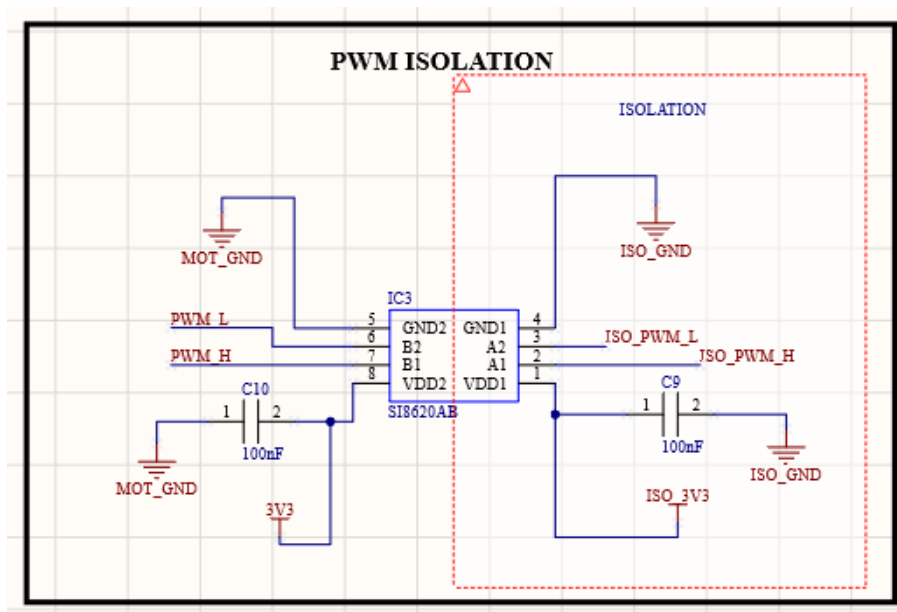 PWM ISOLATION
ISOLATION
MOT_GND
ISO_GND
IC3
PWM_L
5
GND2
GND1
4
6
B2
A2
3
ISO_PWM_L
PWM_H
7
B1
A1
2
ISO_PWM_H
8
VDD2
VDD1
1
SI8620AB
C10
1
2
100nF
MOT_GND
C9
1
2
100nF
ISO_GND
3V3
ISO_3V3